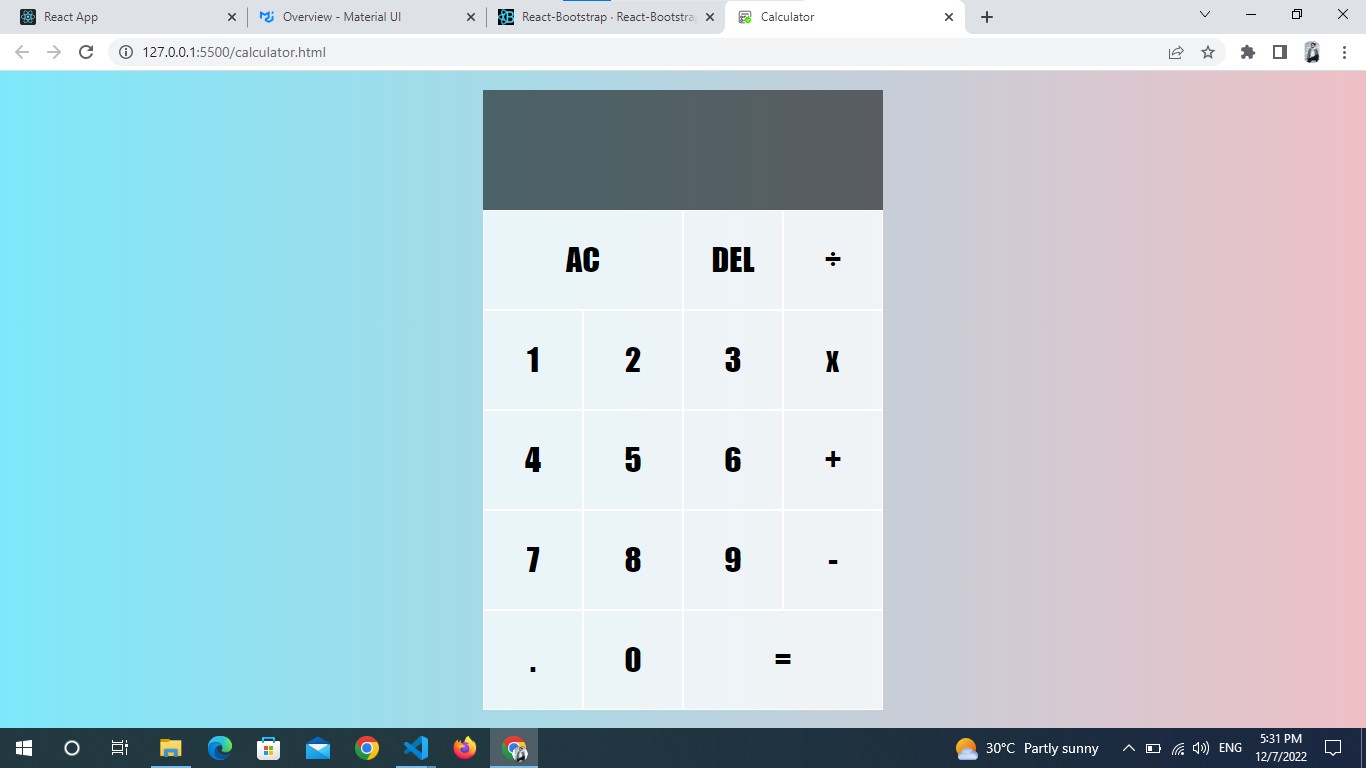 React App
Overview - Material UI
React-Bootstrap · React-Bootstra
Calculator
127.0.0.1:5500/calculator.html
AC DEL ÷
1 2 3 x
4 5 6 +
7 8 9 -
. 0 =
30°C Partly sunny
ENG
5:31 PM
12/7/2022